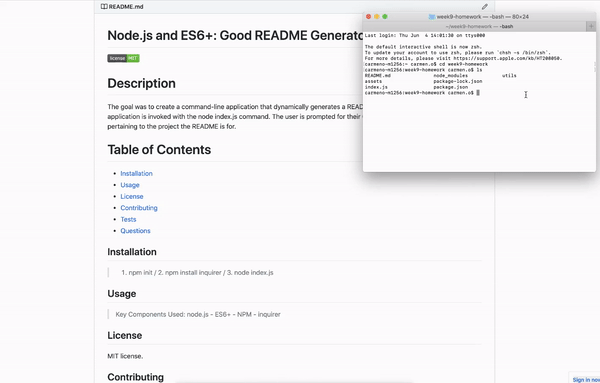 README.md
Node.js and ES6+: Good README Generato
license MIT
Description
The goal was to create a command-line application that dynamically generates a READ
application is invoked with the node index.js command. The user is prompted for their
pertaining to the project the README is for.
Table of Contents
Installation
Usage
License
Contributing
Tests
Questions
Installation
1. npm init / 2. npm install inquirer / 3. node index.js
Usage
Key Components Used: node.js - ES6+ - NPM - inquirer
License
MIT license.
Contributing
week9-homework — -bash — 80×24
~/week9-homework — -bash
Last login: Thu Jun 4 14:01:30 on ttys000
The default interactive shell is now zsh.
To update your account to use zsh, please run `chsh -s /bin/zsh`.
For more details, please visit https://support.apple.com/kb/HT208050.
carmeno-m1256:~ carmen.o$ cd week9-homework
carmeno-m1256:week9-homework carmen.o$ ls
README.md node_modules utils
assets package-lock.json
index.js package.json
carmeno-m1256:week9-homework carmen.o$
Sign in now